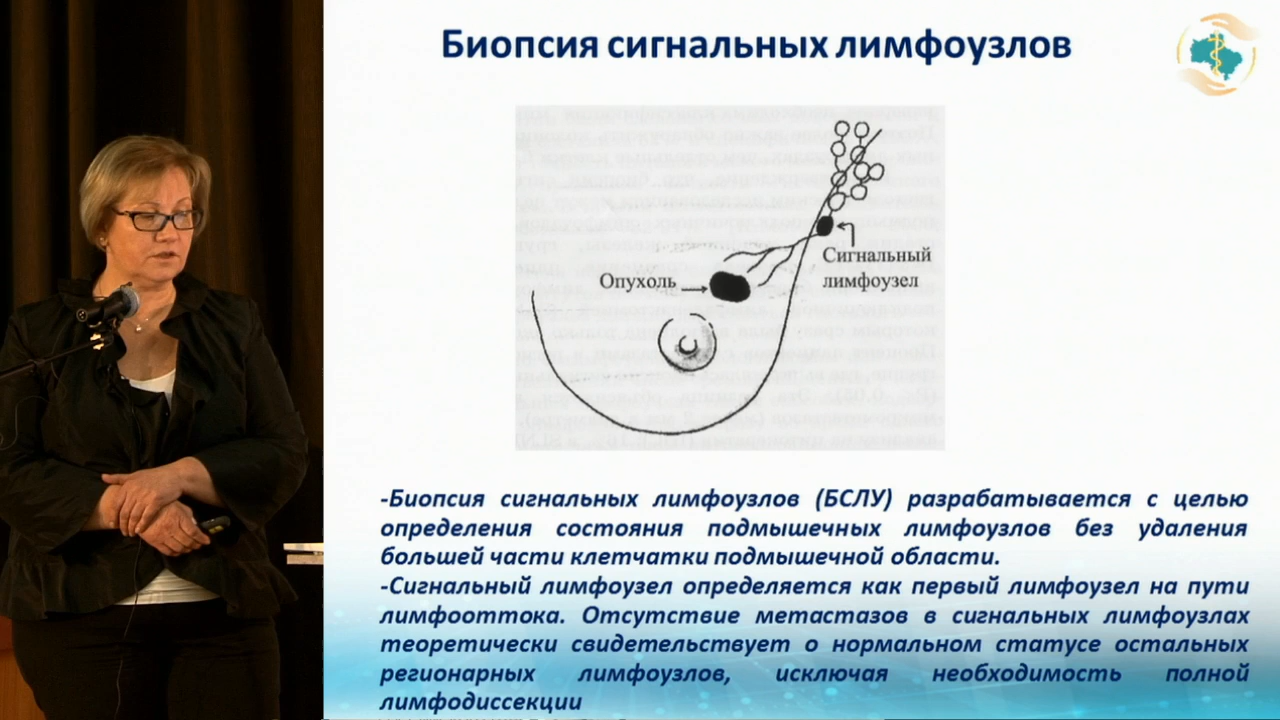 Биопсия сигнальных лимфоузлов
Сигнальный
лимфоузел
Опухоль
-Биопсия сигнальных лимфоузлов (БСЛУ) разрабатывается с целью
определения состояния подмышечных лимфоузлов без удаления
большей части клетчатки подмышечной области.
-Сигнальный лимфоузел определяется как первый лимфоузел на пути
лимфооттока. Отсутствие метастазов в сигнальных лимфоузлах
теоретически свидетельствует о нормальном статусе остальных
регионарных лимфоузлов, исключая необходимость полной
лимфодиссекции